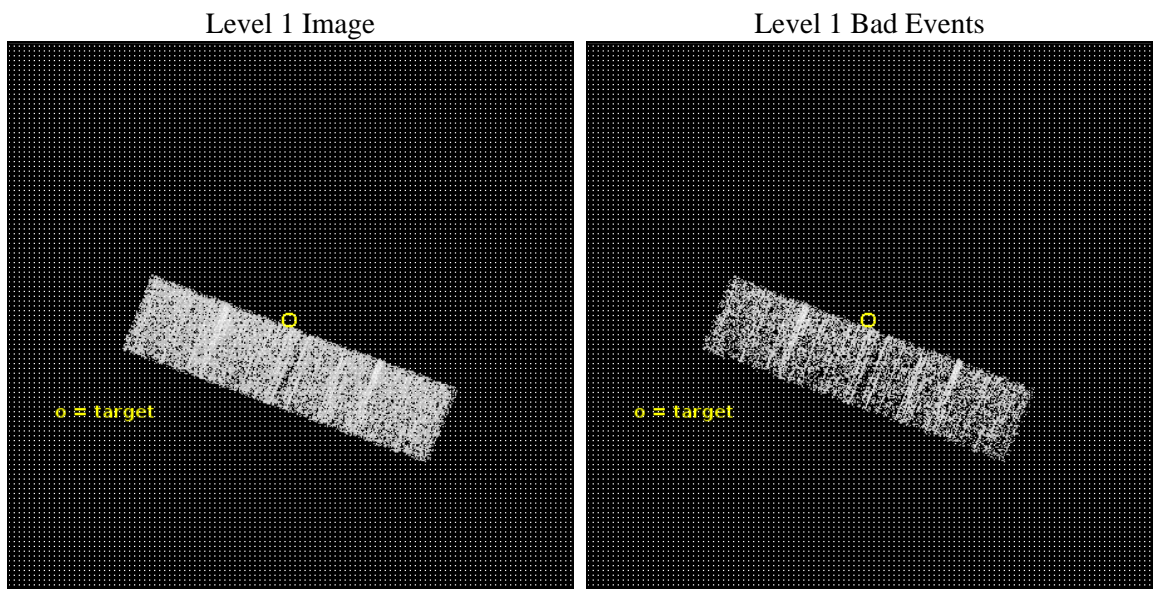 Level 1 Image
Level 1 Bad Events
o = target
o = target